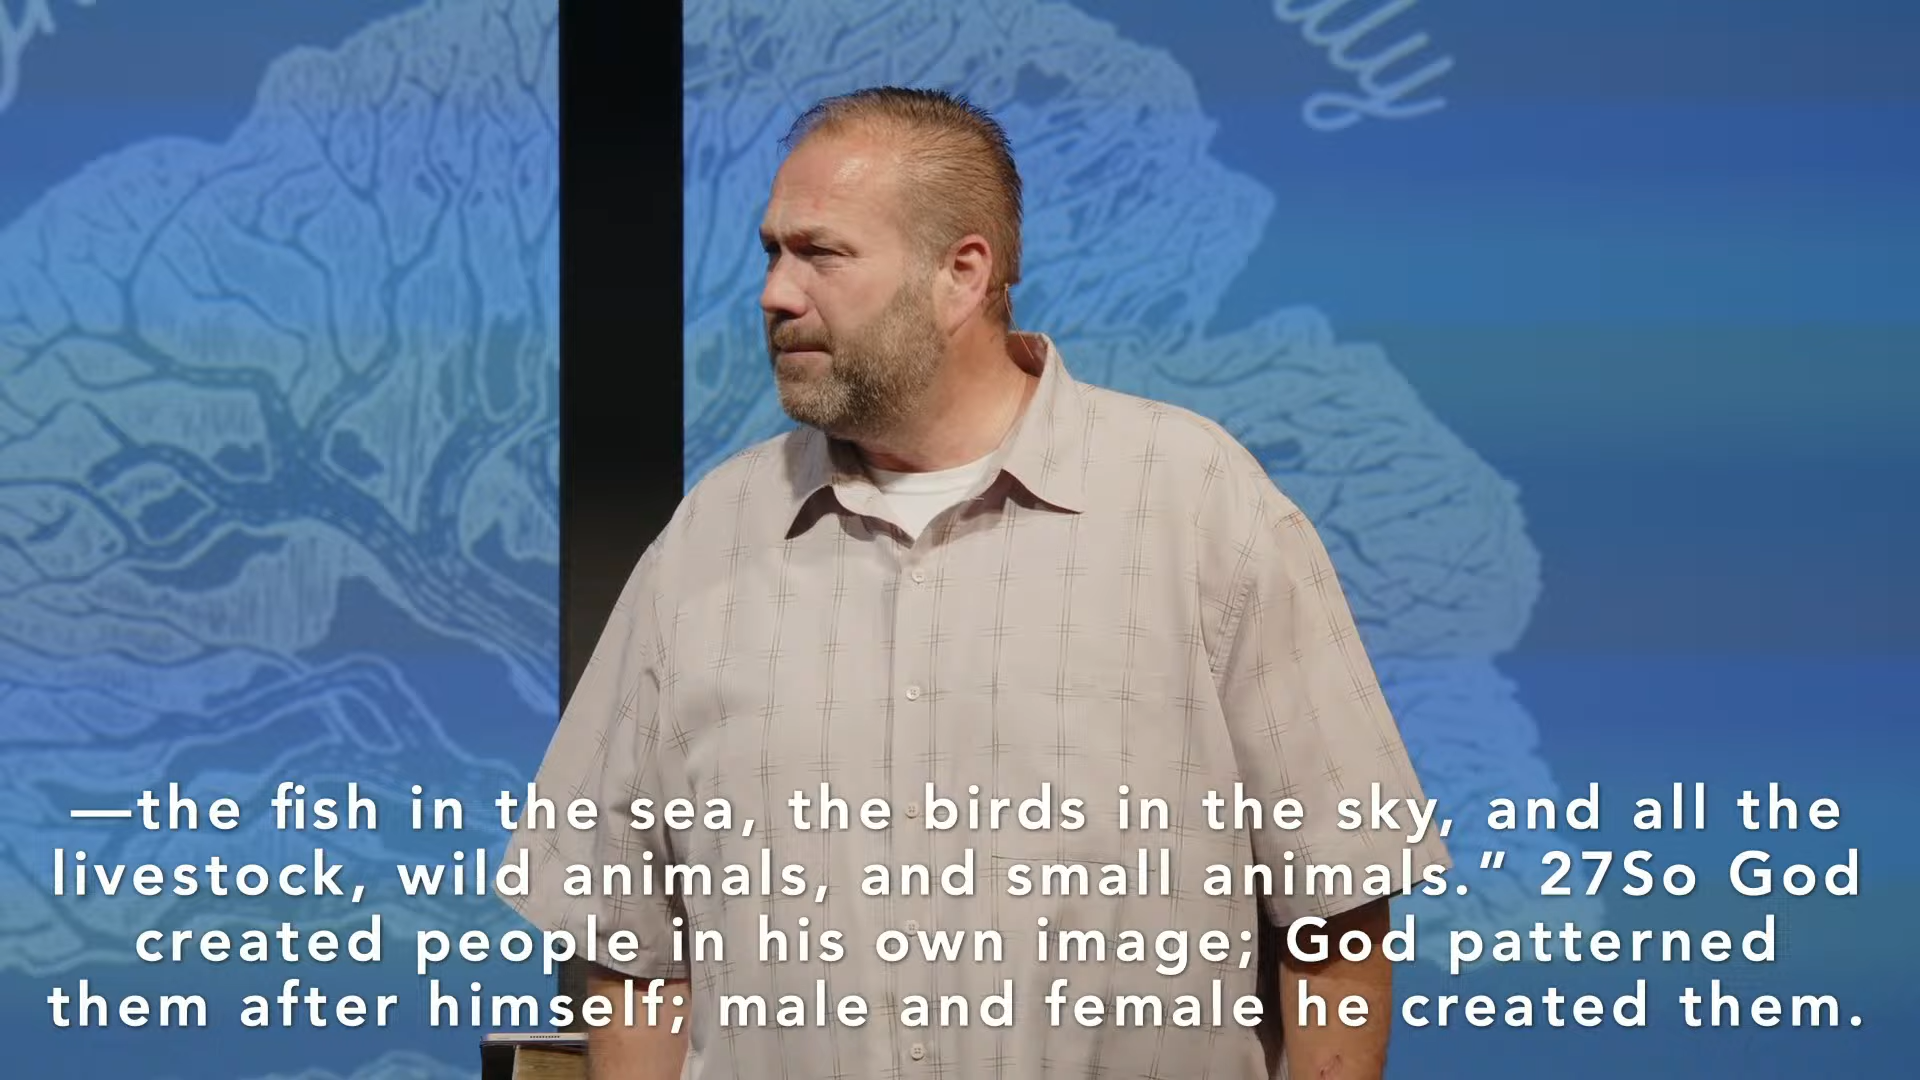 —the fish in the sea, the birds in the sky, and all the
livestock, wild animals, and small animals.” 27So God
created people in his own image; God patterned
them after himself; male and female he created them.